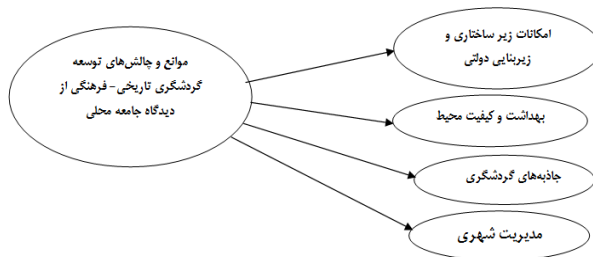 موانع و چالش‌های توسعه
گردشگری تاریخی- فرهنگی از
دیدگاه جامعه محلی
امکانات زیر ساختاری و
زیربنایی دولتی
بهداشت و کیفیت محیط
جاذبه‌های گردشگری
مدیریت شهری